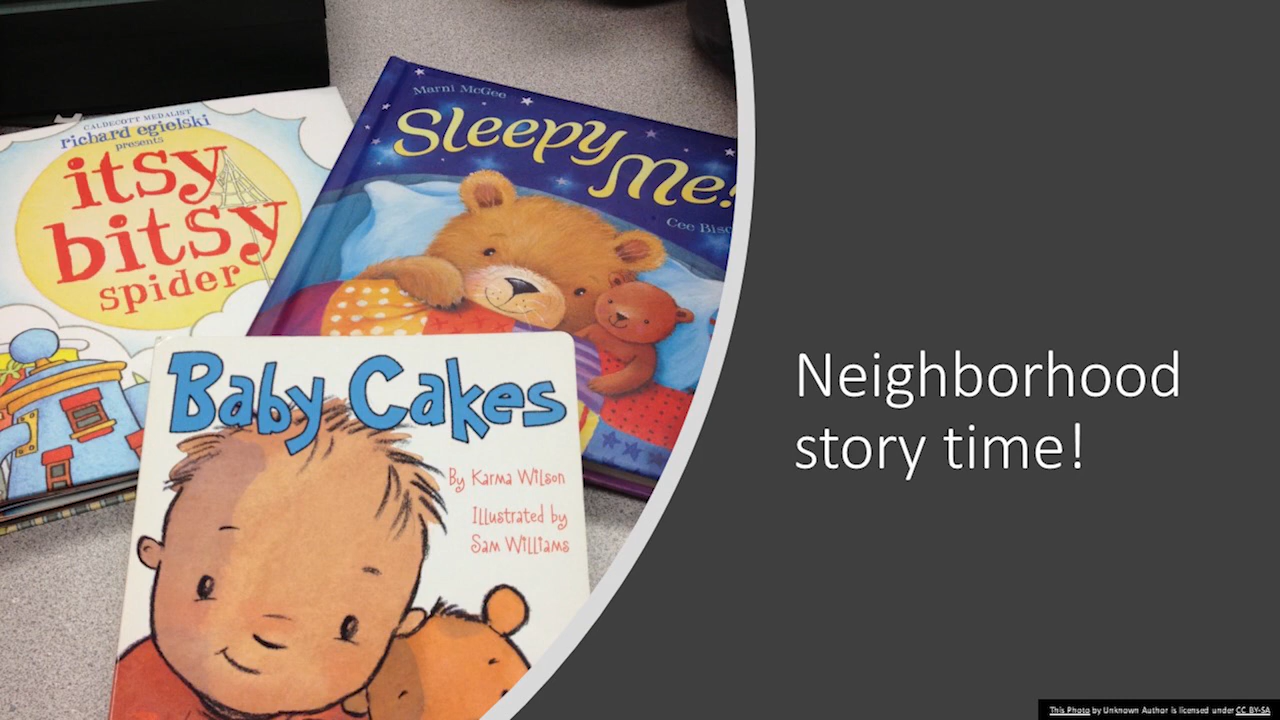 CALDECOTT MEDALIST
richard egielski
presents
itsy
bitsy
spider
Marni McGee
Sleepy
Me!
Cee
Baby Cakes
By Karma Wilson
Illustrated by
Sam Williams
Neighborhood
story time!
This Photo by Unknown Author is licensed under CC BY-SA